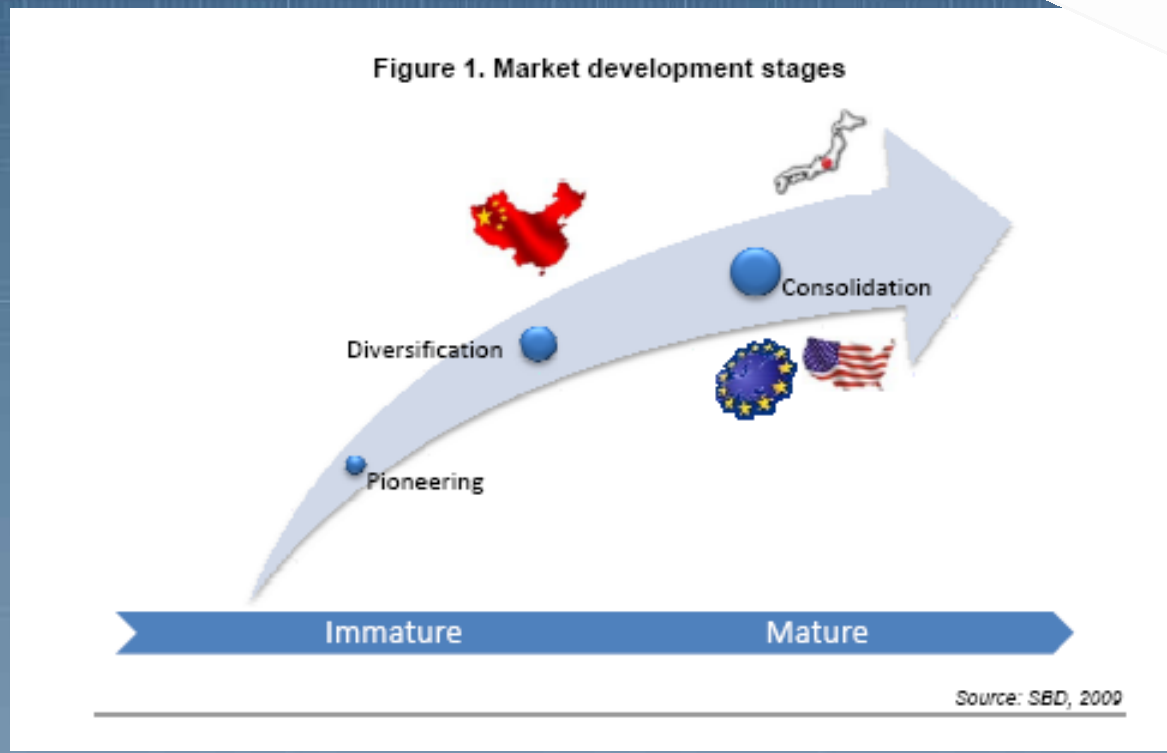 Figure 1. Market development stages
Consolidation
Diversification
Pioneering
Immature
Mature
Source: SBD, 2009